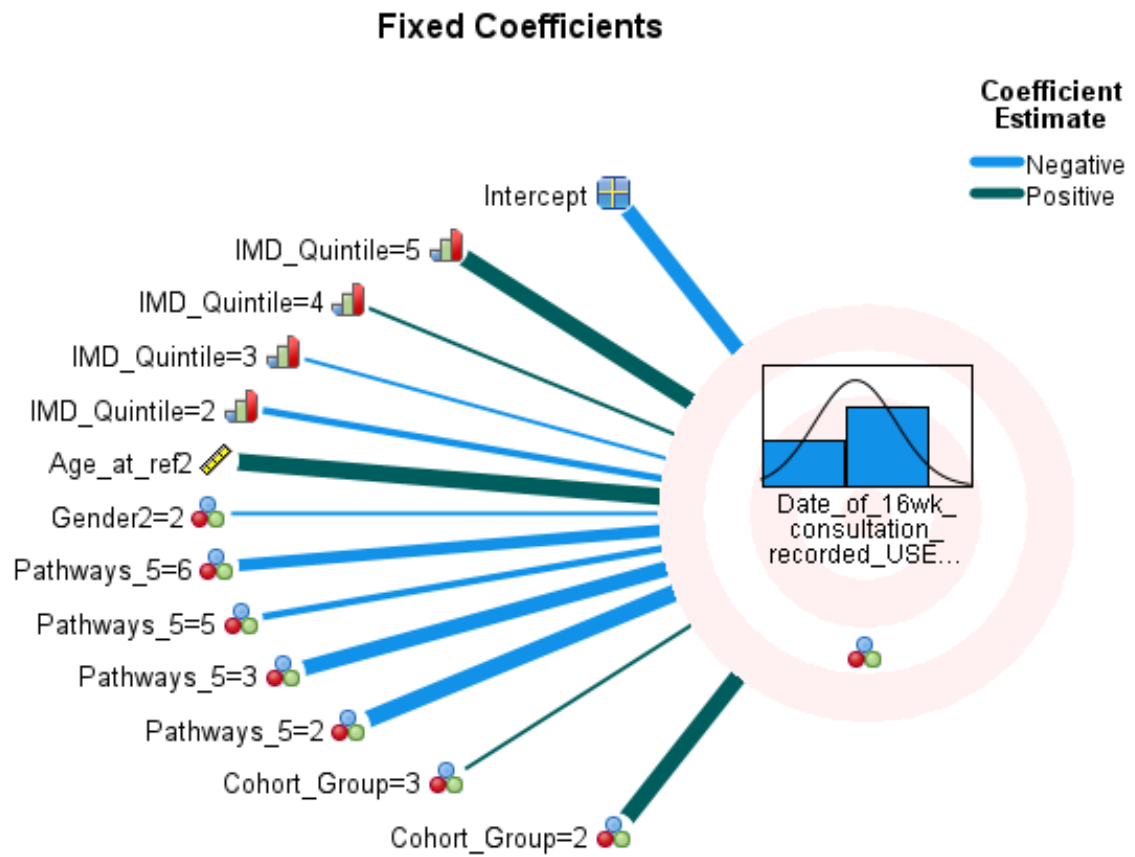 Fixed Coefficients
Coefficient
Estimate
Negative
Positive
Intercept
IMD_Quintile=5
IMD_Quintile=4
IMD_Quintile=3
IMD_Quintile=2
Age_at_ref2
Gender2=2
Pathways_5=6
Pathways_5=5
Pathways_5=3
Pathways_5=2
Cohort_Group=3
Cohort_Group=2
Date_of_16wk_
consultation_
recorded_USE...